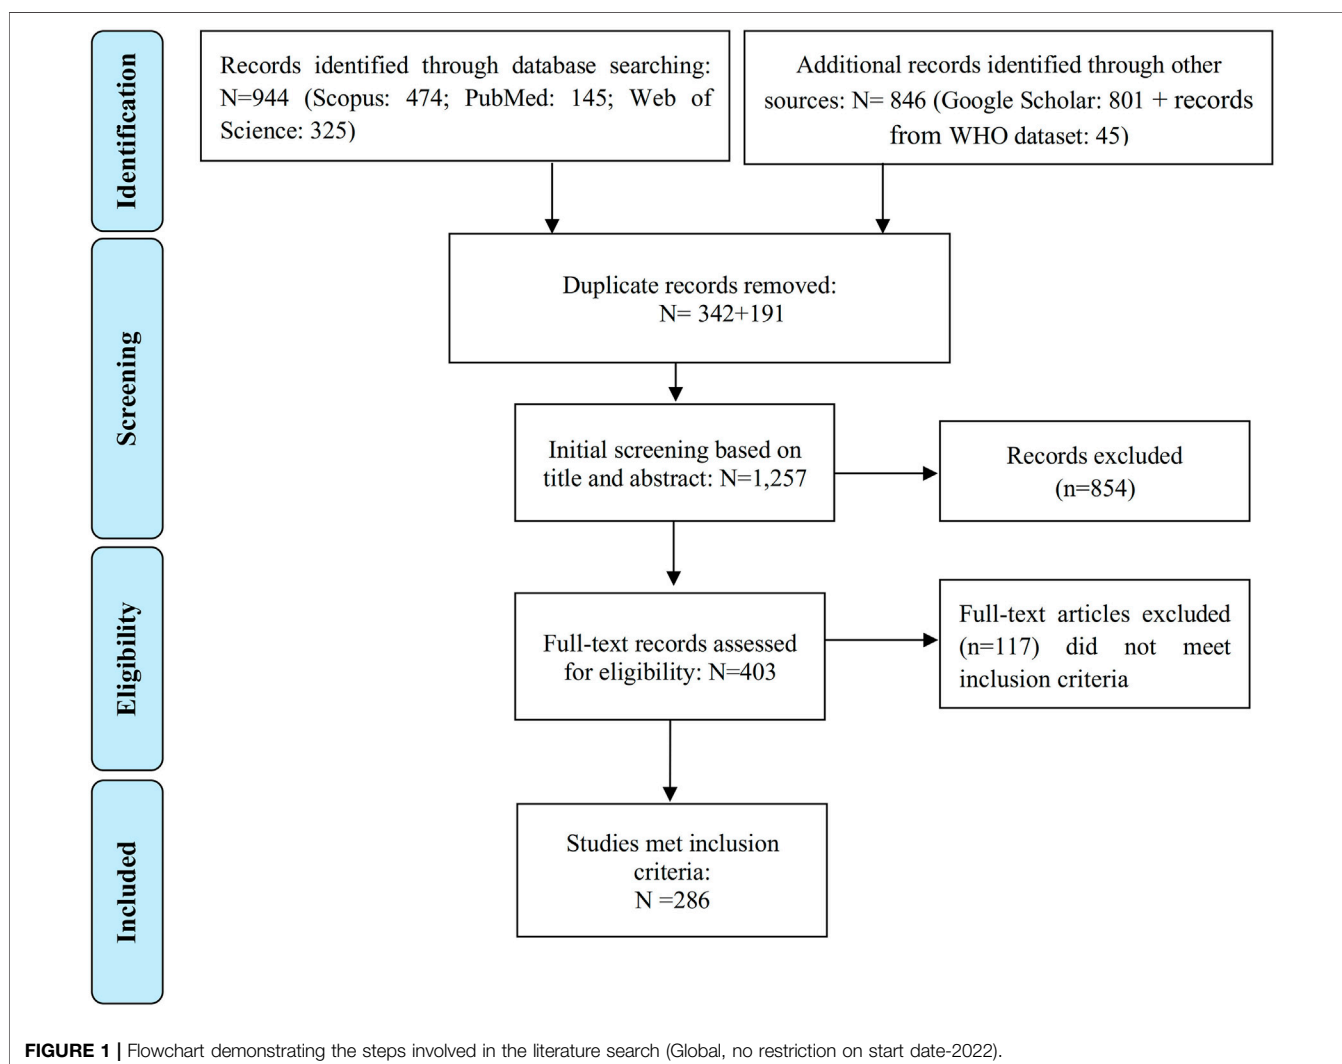 Identification
Records identified through database searching:
N=944 (Scopus: 474; PubMed: 145; Web of
Science: 325)
Additional records identified through other
sources: N= 846 (Google Scholar: 801 + records
from WHO dataset: 45)
Screening
Duplicate records removed:
N= 342+191
Initial screening based on
title and abstract: N=1,257
Records excluded
(n=854)
Eligibility
Full-text records assessed
for eligibility: N=403
Full-text articles excluded
(n=117) did not meet
inclusion criteria
Included
Studies met inclusion
criteria:
N =286
FIGURE 1 | Flowchart demonstrating the steps involved in the literature search (Global, no restriction on start date-2022).